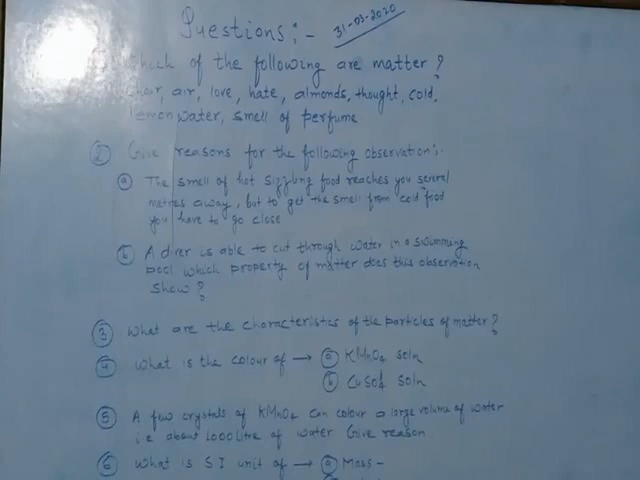 Questions:-
31-03-2020
Which of the following are matter?
chair, air, love, hate, almonds, thought, cold,
lemon water, smell of perfume
② Give reasons for the following observation:-
ⓐ The smell of hot sizzling food reaches you several
metres away, but to get the smell from cold food
you have to go close
ⓑ A diver is able to cut through water in a swimming
pool which property of matter does this observation
show?
③ What are the characteristics of the particles of matter?
④ What is the colour of → ⓐ KMnO4 soln
ⓑ CuSO4 soln
⑤ A few crystals of KMnO4 can colour a large volume of water
i.e about 1000 litre of water Give reason
⑥ What is SI unit of → ⓐ Mass -